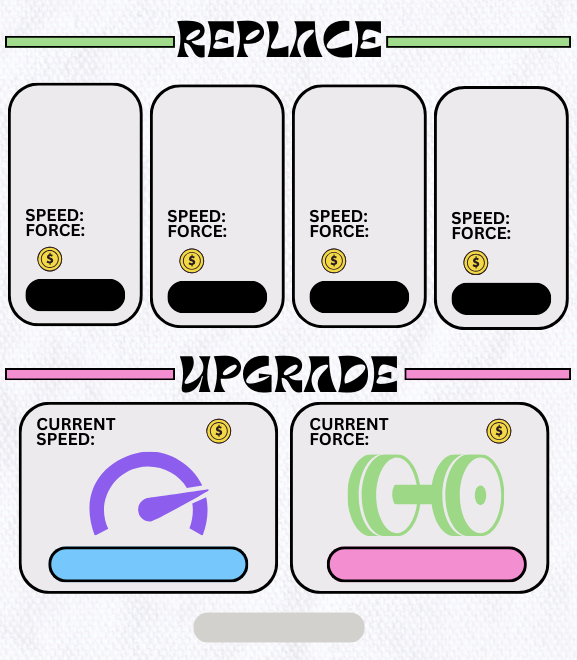 REPLACE
SPEED:
FORCE:
$
SPEED:
FORCE:
$
SPEED:
FORCE:
$
SPEED:
FORCE:
$
UPGRADE
CURRENT
SPEED:
$
CURRENT
FORCE:
$